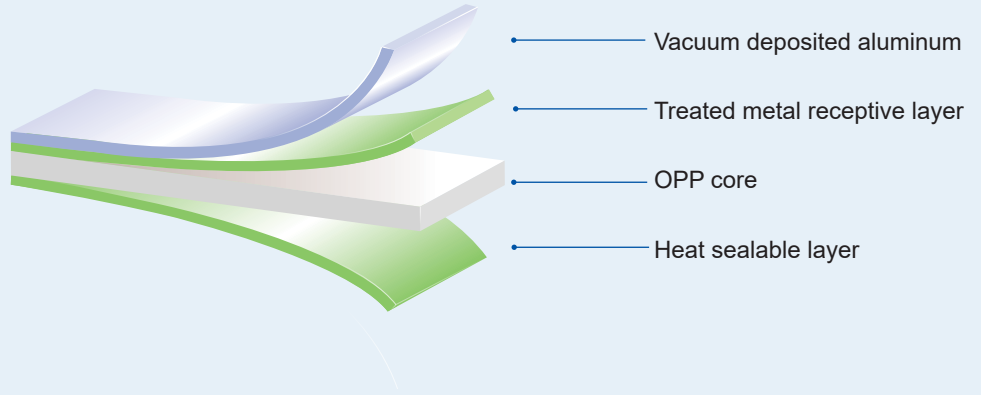 Vacuum deposited aluminum
Treated metal receptive layer
OPP core
Heat sealable layer